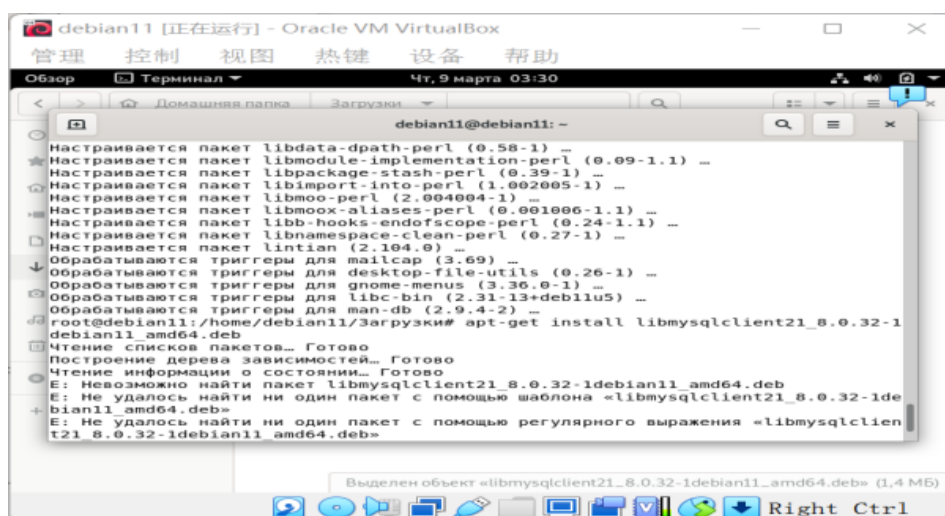 debian11 [正在运行] - Oracle VM VirtualBox
管理 控制 视图 热键 设备 帮助
Обзор Терминал Чт, 9 марта 03:30
Домашняя папка Загрузки
debian11@debian11: ~
Настраивается пакет libdata-dpath-perl (0.58-1) …
Настраивается пакет libmodule-implementation-perl (0.09-1.1) …
Настраивается пакет libpackage-stash-perl (0.39-1) …
Настраивается пакет libimport-into-perl (1.002005-1) …
Настраивается пакет libmoo-perl (2.004004-1) …
Настраивается пакет libmoox-aliases-perl (0.001006-1.1) …
Настраивается пакет libb-hooks-endofscope-perl (0.24-1.1) …
Настраивается пакет libnamespace-clean-perl (0.27-1) …
Настраивается пакет lintian (2.104.0) …
Обрабатываются триггеры для mailcap (3.69) …
Обрабатываются триггеры для desktop-file-utils (0.26-1) …
Обрабатываются триггеры для gnome-menus (3.36.0-1) …
Обрабатываются триггеры для libc-bin (2.31-13+deb11u5) …
Обрабатываются триггеры для man-db (2.9.4-2) …
root@debian11:/home/debian11/Загрузки# apt-get install libmysqlclient21_8.0.32-1
debian11_amd64.deb
Чтение списков пакетов… Готово
Построение дерева зависимостей… Готово
Чтение информации о состоянии… Готово
E: Невозможно найти пакет libmysqlclient21_8.0.32-1debian11_amd64.deb
E: Не удалось найти ни один пакет с помощью шаблона «libmysqlclient21_8.0.32-1de
bian11_amd64.deb»
E: Не удалось найти ни один пакет с помощью регулярного выражения «libmysqlclien
t21_8.0.32-1debian11_amd64.deb»
Выделен объект «libmysqlclient21_8.0.32-1debian11_amd64.deb» (1,4 МБ)
Right Ctrl